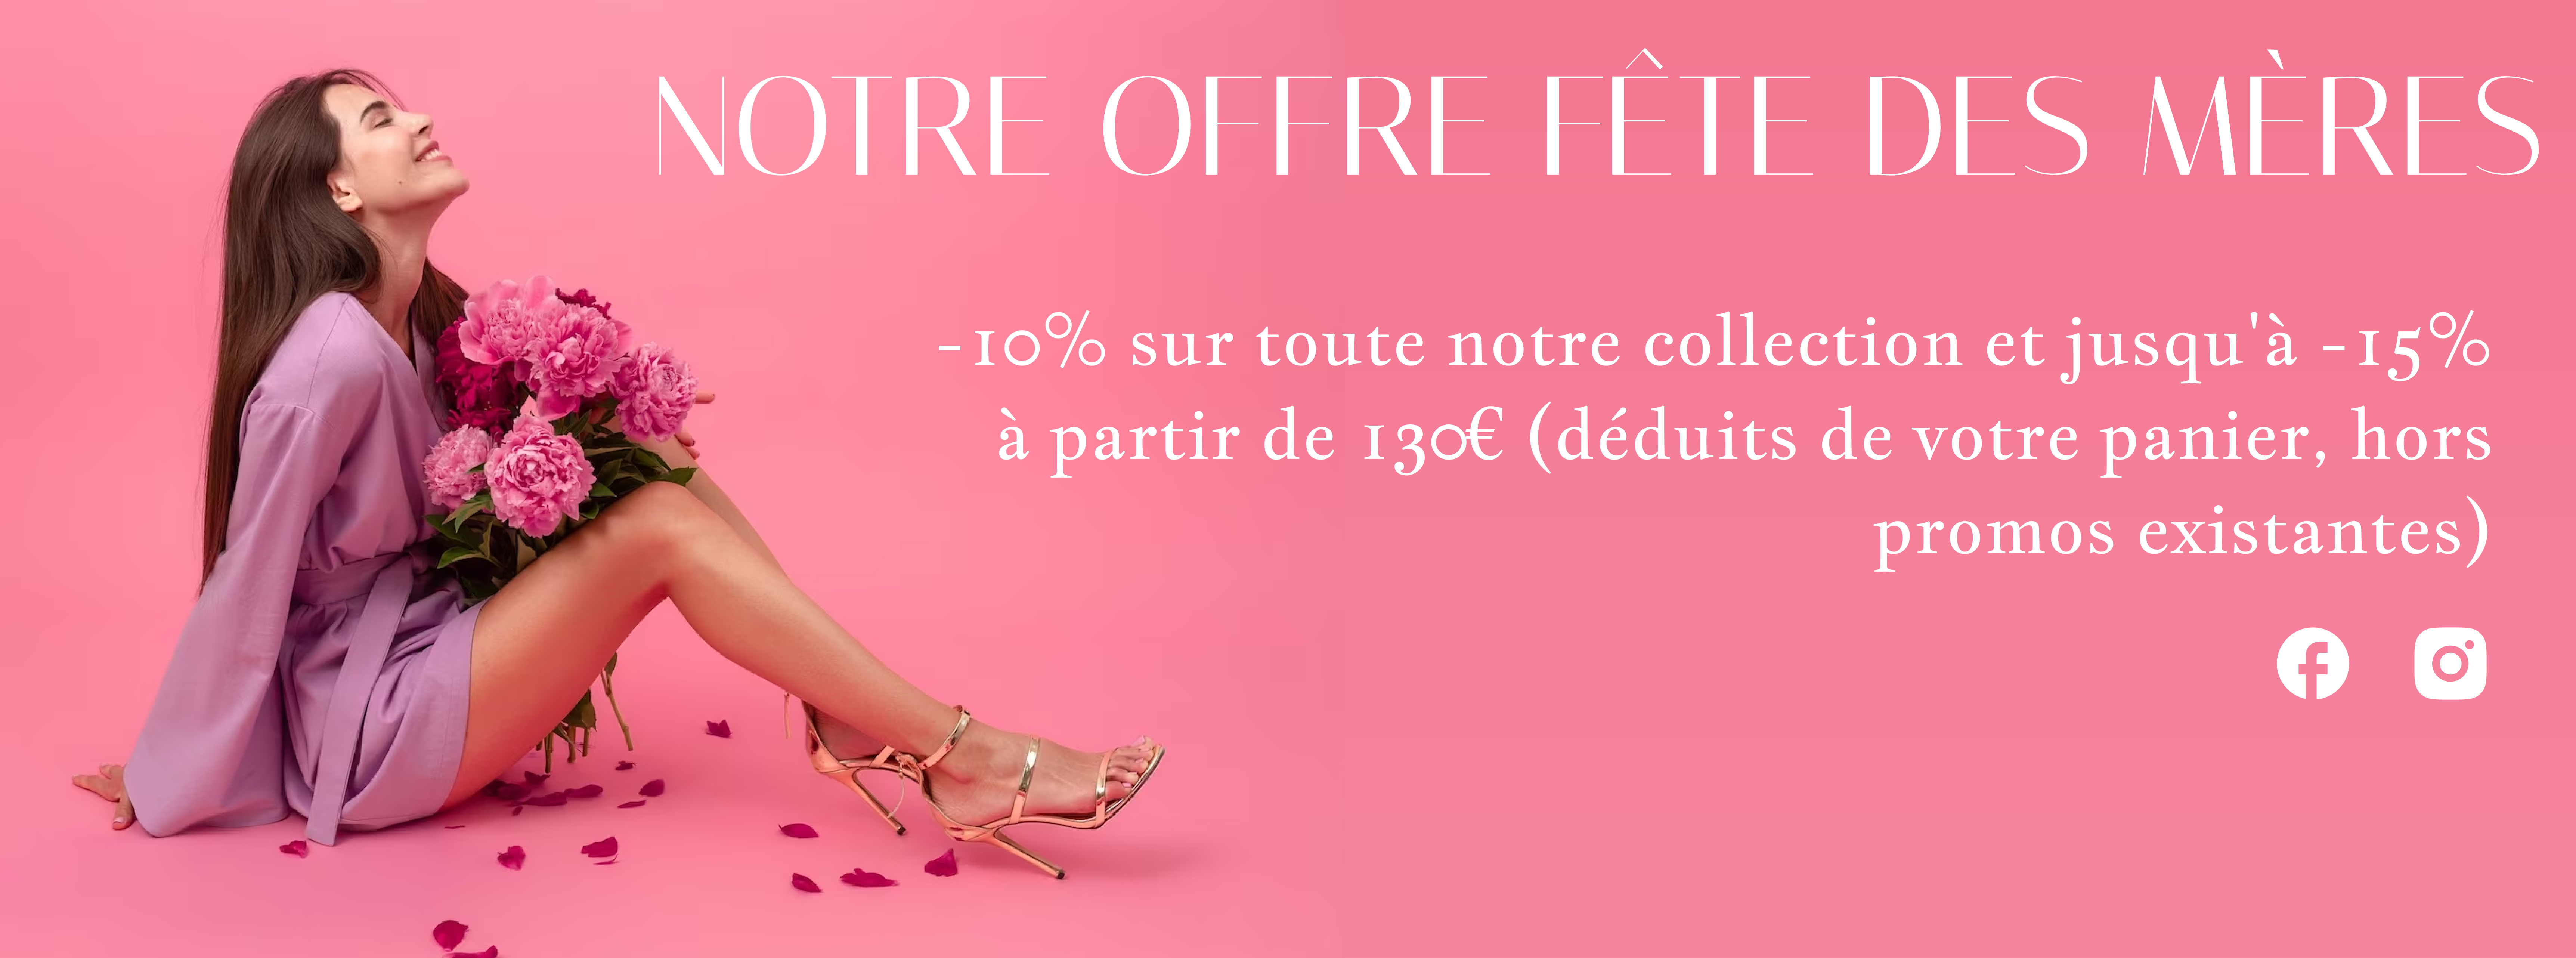 NOTRE OFFRE FÊTE DES MÈRES
-10% sur toute notre collection et jusqu'à -15%
à partir de 130€ (déduits de votre panier, hors
promos existantes)